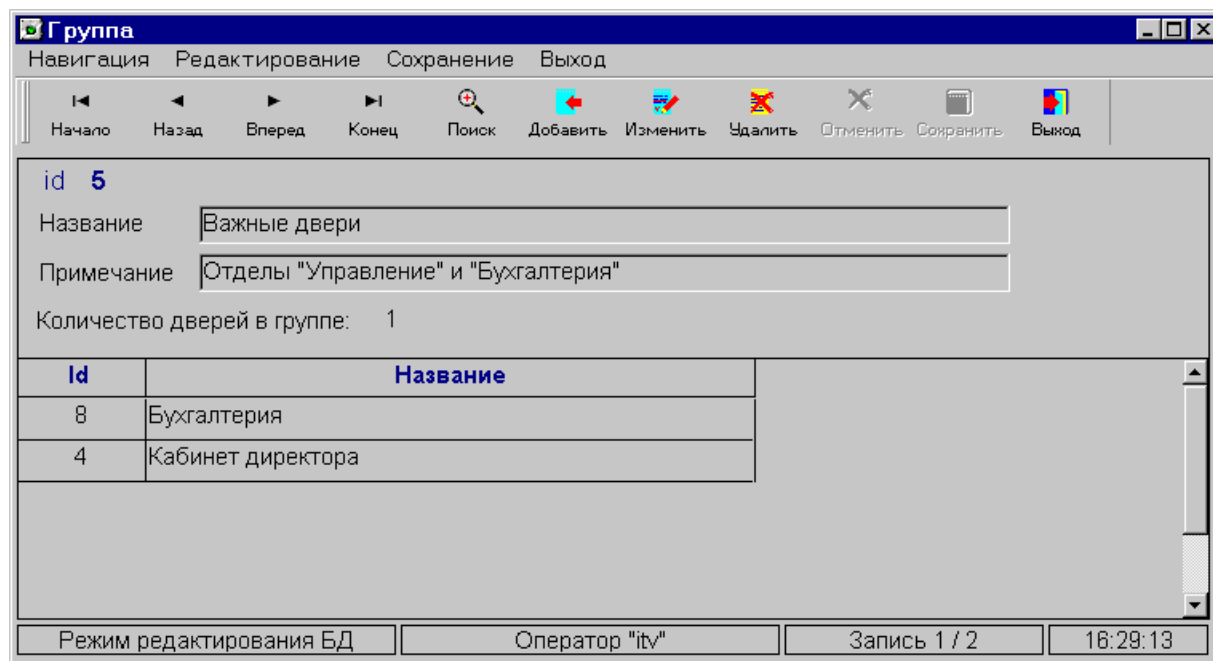 Группа
Навигация Редактирование Сохранение Выход
Начало Назад Вперед Конец Поиск Добавить Изменить Удалить Отменить Сохранить Выход
id 5
Название Важные двери
Примечание Отделы "Управление" и "Бухгалтерия"
Количество дверей в группе: 1
Id Название
8 Бухгалтерия
4 Кабинет директора
Режим редактирования БД Оператор "itv" Запись 1 / 2 16:29:13